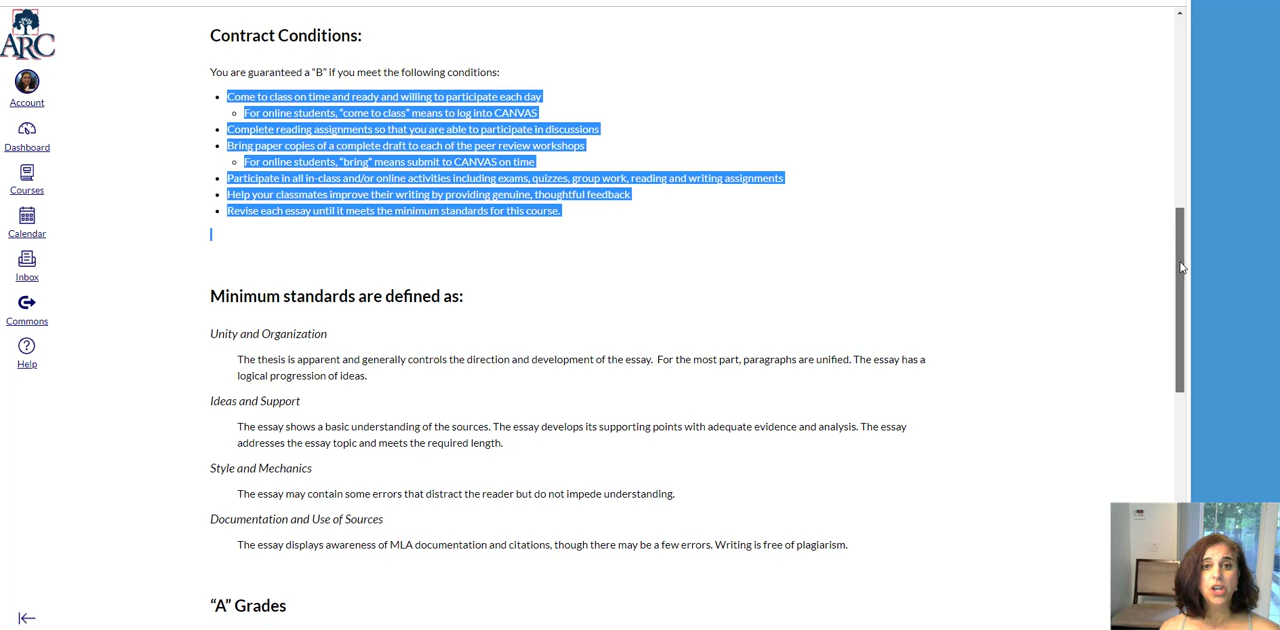 ARC
Account
Dashboard
Courses
Calendar
Inbox
Commons
Help
Contract Conditions:
You are guaranteed a “B” if you meet the following conditions:
Come to class on time and ready and willing to participate each day
For online students, “come to class” means to log into CANVAS
Complete reading assignments so that you are able to participate in discussions
Bring paper copies of a complete draft to each of the peer review workshops
For online students, “bring” means submit to CANVAS on time
Participate in all in-class and/or online activities including exams, quizzes, group work, reading and writing assignments
Help your classmates improve their writing by providing genuine, thoughtful feedback
Revise each essay until it meets the minimum standards for this course.
Minimum standards are defined as:
Unity and Organization
The thesis is apparent and generally controls the direction and development of the essay. For the most part, paragraphs are unified. The essay has a
logical progression of ideas.
Ideas and Support
The essay shows a basic understanding of the sources. The essay develops its supporting points with adequate evidence and analysis. The essay
addresses the essay topic and meets the required length.
Style and Mechanics
The essay may contain some errors that distract the reader but do not impede understanding.
Documentation and Use of Sources
The essay displays awareness of MLA documentation and citations, though there may be a few errors. Writing is free of plagiarism.
“A” Grades